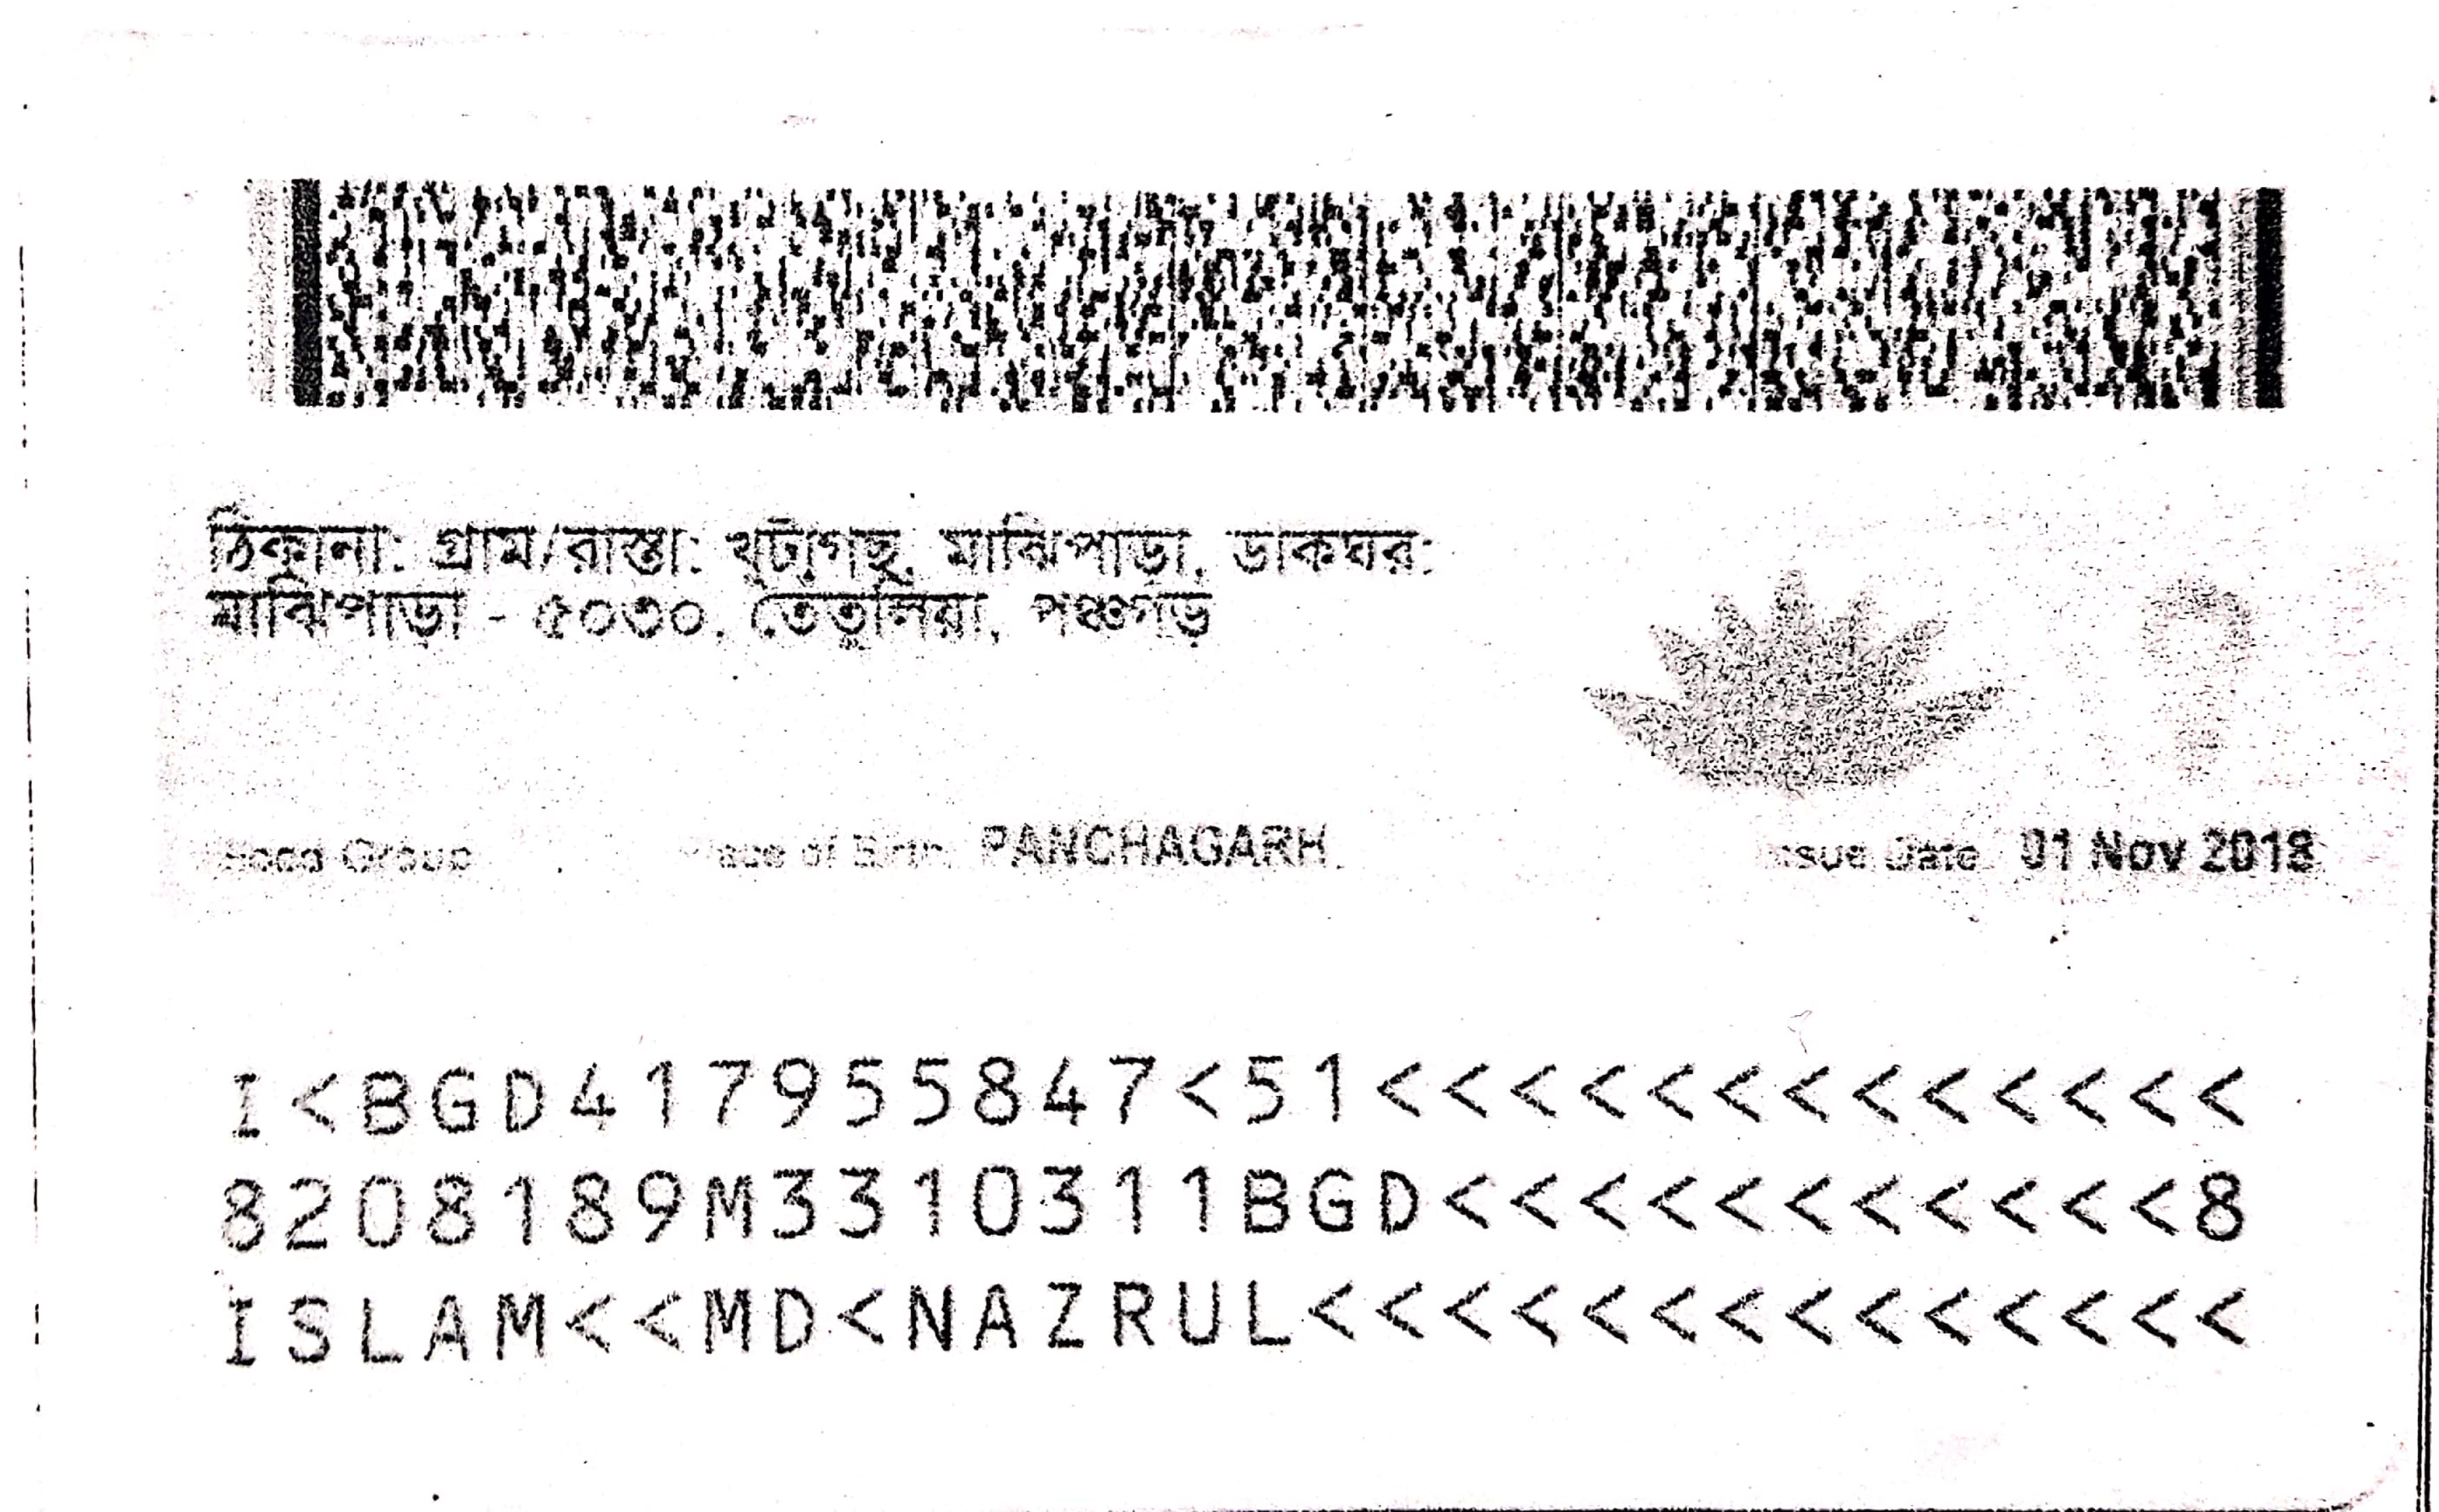 ঠিকানা: গ্রাম/রাস্তা: খুটাগছ, মাঝিপাড়া, ডাকঘর:
মাঝিপাড়া - ৫০৩০, তেঁতুলিয়া, পঞ্চগড়
Blood Group Place of Birth PANCHAGARH Issue Date 01 Nov 2018
I<BGD417955847<51<<<<<<<<<<<<<
8208189M3310311BGD<<<<<<<<<<<8
ISLAM<<MD<NAZRUL<<<<<<<<<<<<<<